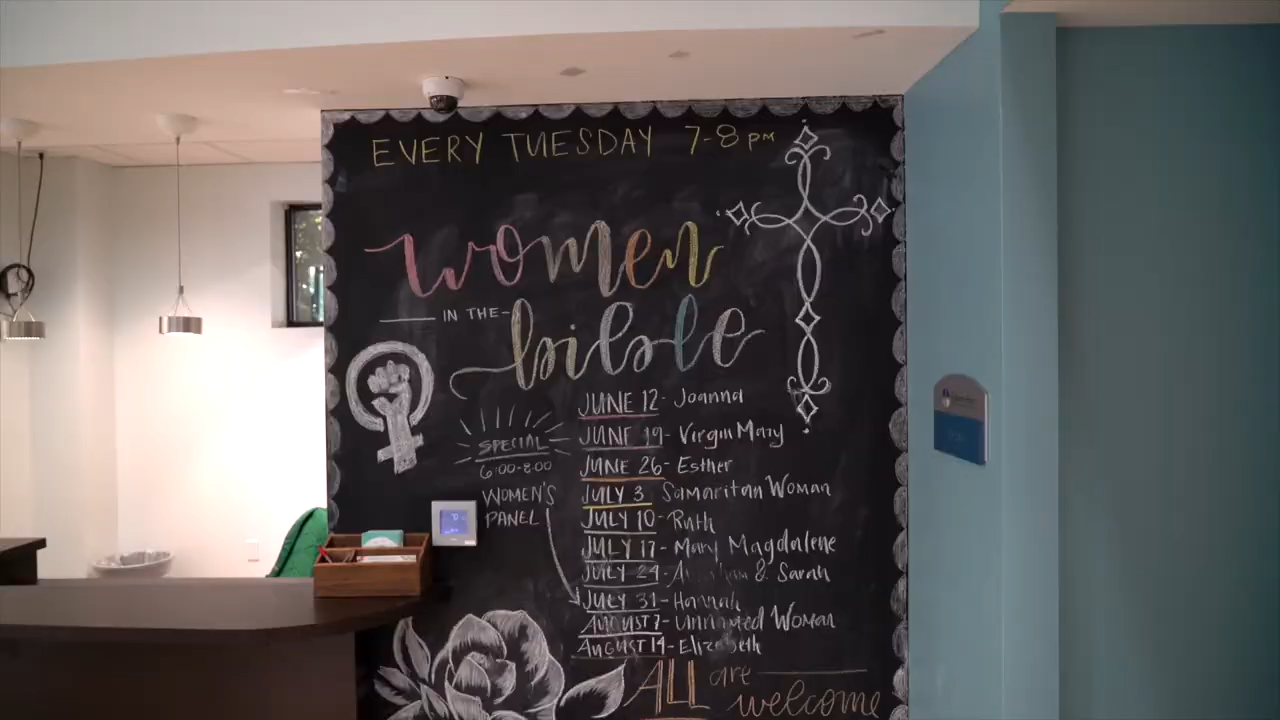 EVERY TUESDAY 7-8 PM
women
IN THE
bible
JUNE 12- Joanna
JUNE 19- Virgin Mary
JUNE 26- Esther
JULY 3 Samaritan Woman
JULY 10- Ruth
JULY 17- Mary Magdalene
JULY 24- Abraham & Sarah
JULY 31- Hannah
AUGUST 7- Unnamed Woman
AUGUST 14- Elizabeth
SPECIAL
6:00-8:00
WOMEN'S
PANEL
ALL are
welcome